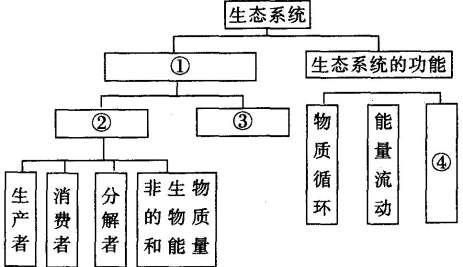 生态系统
①
生态系统的功能
②
③
物质循环
能量流动
④
生产者
消费者
分解者
非生物的物质和能量